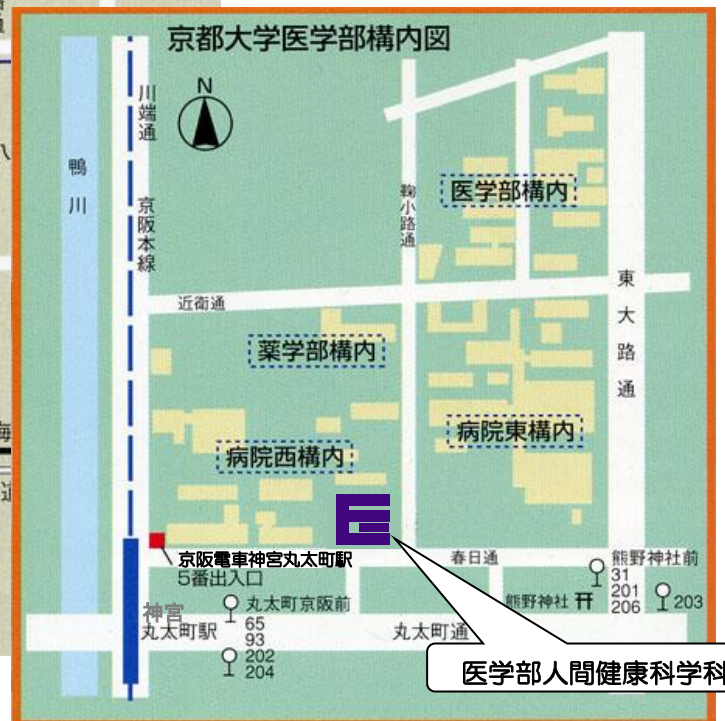 京都大学医学部構内図
N
川端通
京阪本線
鴨川
鞠小路通
医学部構内
近衛通
東大路通
薬学部構内
病院西構内
病院東構内
京阪電車神宮丸太町駅
5番出入口
春日通
熊野神社前
31
201
206
203
熊野神社
神宮
丸太町駅
丸太町京阪前
65
93
202
204
丸太町通
医学部人間健康科学科